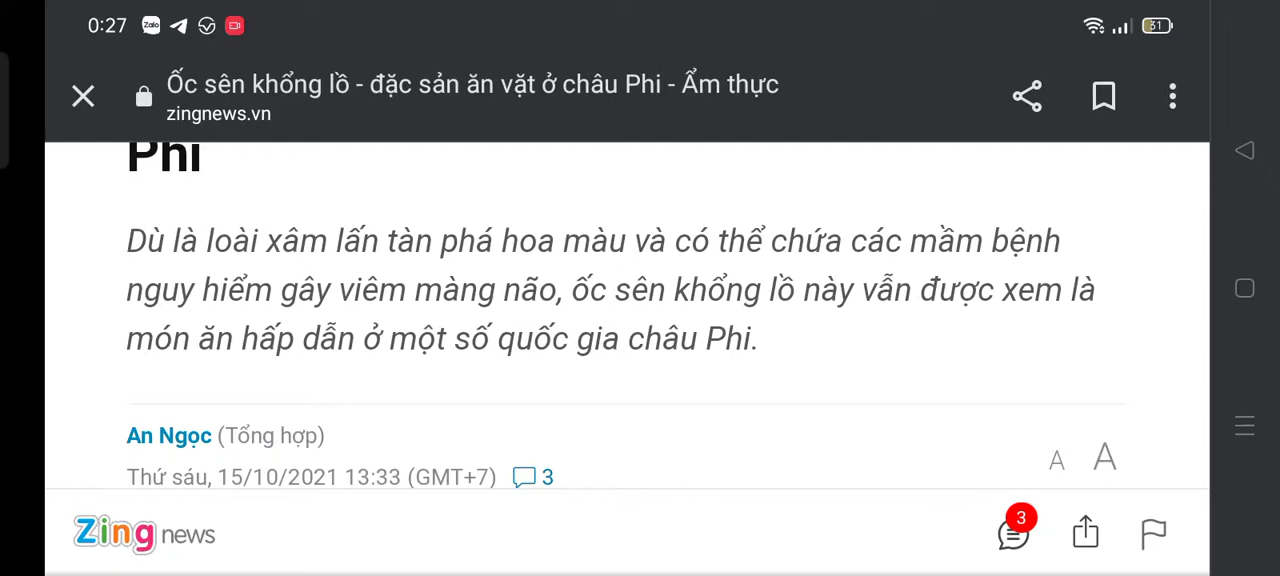 0:27 Zalo 31
Ốc sên khổng lồ - đặc sản ăn vặt ở châu Phi - Ẩm thực
zingnews.vn
Phi
Dù là loài xâm lấn tàn phá hoa màu và có thể chứa các mầm bệnh
nguy hiểm gây viêm màng não, ốc sên khổng lồ này vẫn được xem là
món ăn hấp dẫn ở một số quốc gia châu Phi.
An Ngọc (Tổng hợp)
Thứ sáu, 15/10/2021 13:33 (GMT+7) 3
A A
Zing news 3